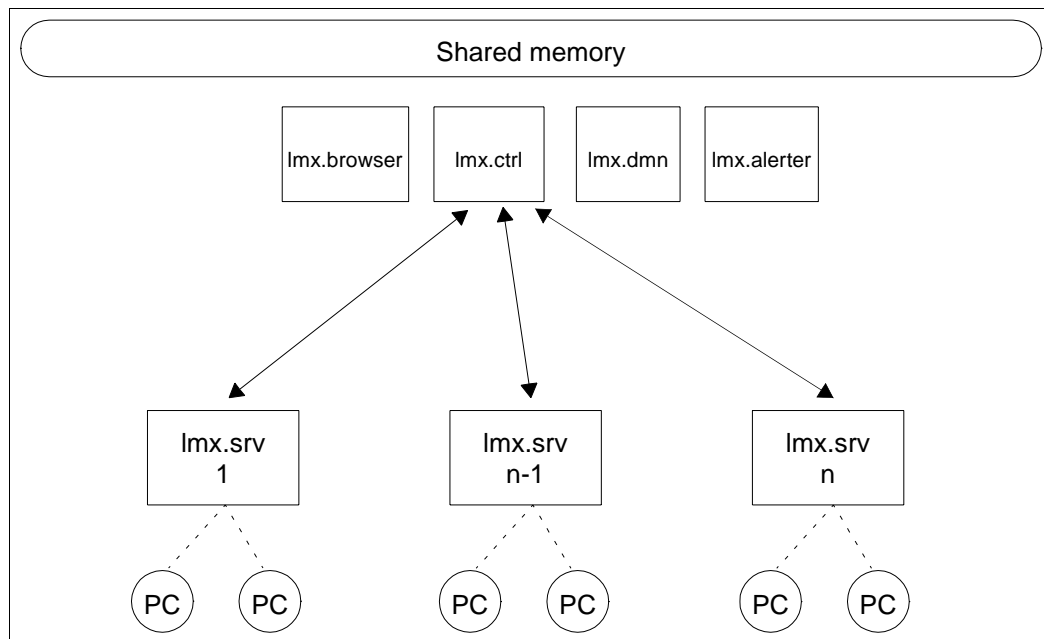 Shared memory
lmx.browser
lmx.ctrl
lmx.dmn
lmx.alerter
lmx.srv
1
lmx.srv
n-1
lmx.srv
n
PC
PC
PC
PC
PC
PC